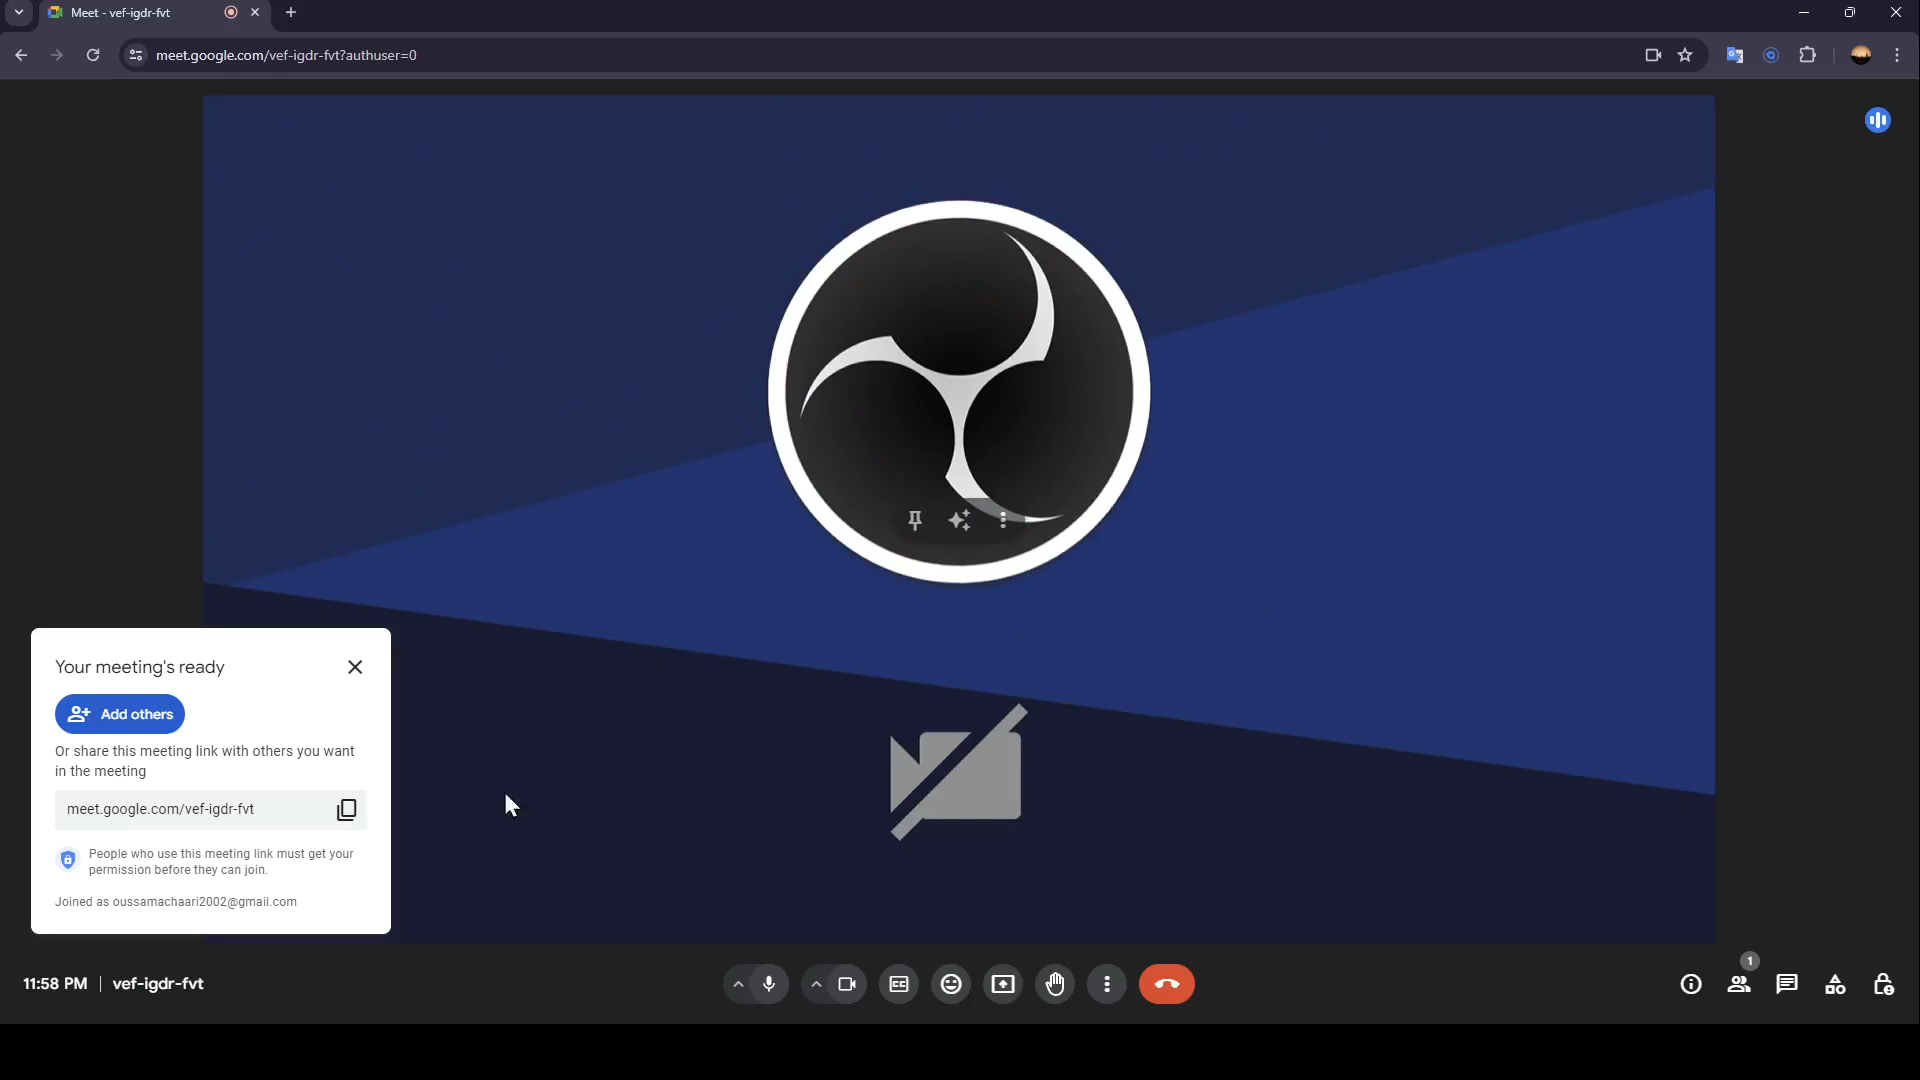 Meet - vef-igdr-fvt
meet.google.com/vef-igdr-fvt?authuser=0
Your meeting's ready
Add others
Or share this meeting link with others you want
in the meeting
meet.google.com/vef-igdr-fvt
People who use this meeting link must get your
permission before they can join.
Joined as oussamachaari2002@gmail.com
11:58 PM | vef-igdr-fvt
CC
1